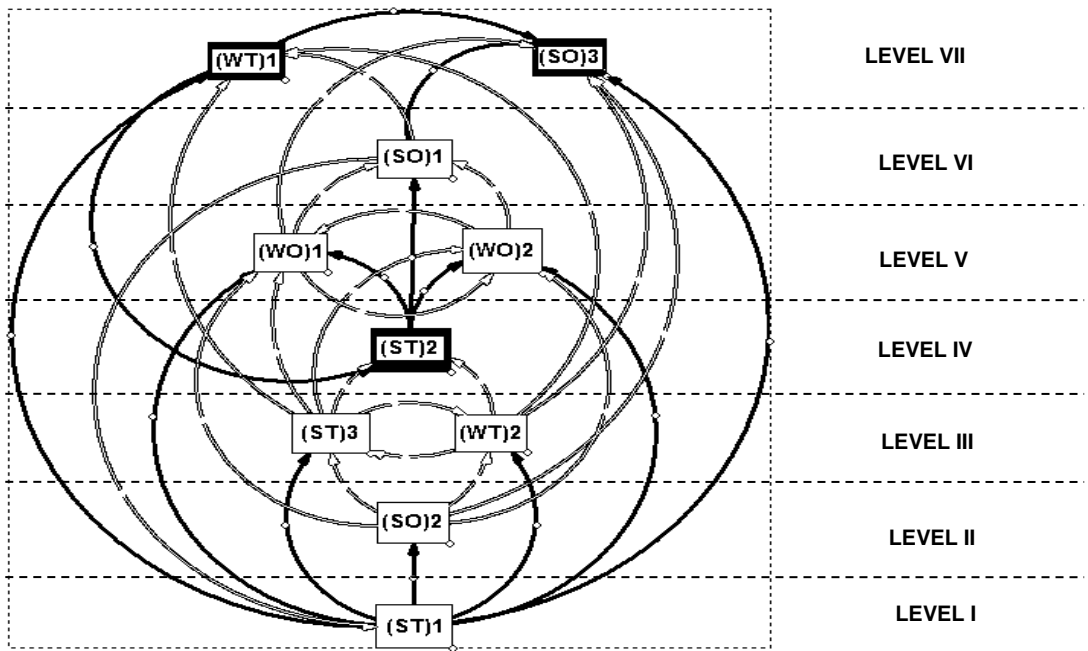 (WT)1
(SO)3
LEVEL VII
(SO)1
LEVEL VI
(WO)1
(WO)2
LEVEL V
(ST)2
LEVEL IV
(ST)3
(WT)2
LEVEL III
(SO)2
LEVEL II
(ST)1
LEVEL I